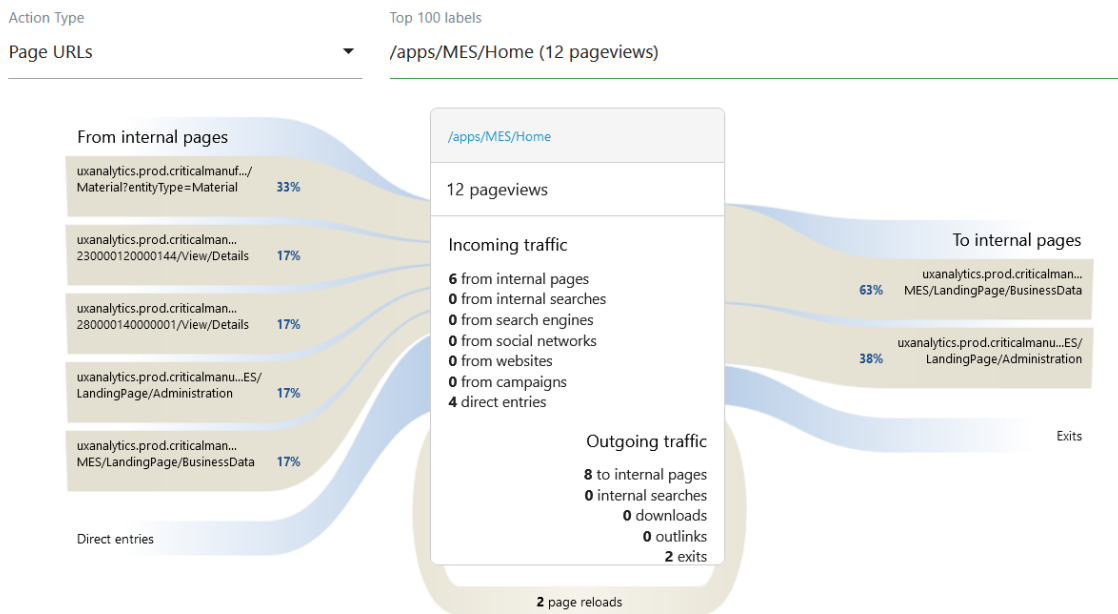 Action Type
Top 100 labels
Page URLs
/apps/MES/Home (12 pageviews)
From internal pages
uxanalytics.prod.criticalmanuf.../
Material?entityType=Material
33%
uxanalytics.prod.criticalman...
230000120000144/View/Details
17%
uxanalytics.prod.criticalman...
280000140000001/View/Details
17%
uxanalytics.prod.criticalmanu...ES/
LandingPage/Administration
17%
uxanalytics.prod.criticalman...
MES/LandingPage/BusinessData
17%
Direct entries
/apps/MES/Home
12 pageviews
Incoming traffic
6 from internal pages
0 from internal searches
0 from search engines
0 from social networks
0 from websites
0 from campaigns
4 direct entries
Outgoing traffic
8 to internal pages
0 internal searches
0 downloads
0 outlinks
2 exits
2 page reloads
To internal pages
uxanalytics.prod.criticalman...
MES/LandingPage/BusinessData
63%
uxanalytics.prod.criticalmanu...ES/
LandingPage/Administration
38%
Exits